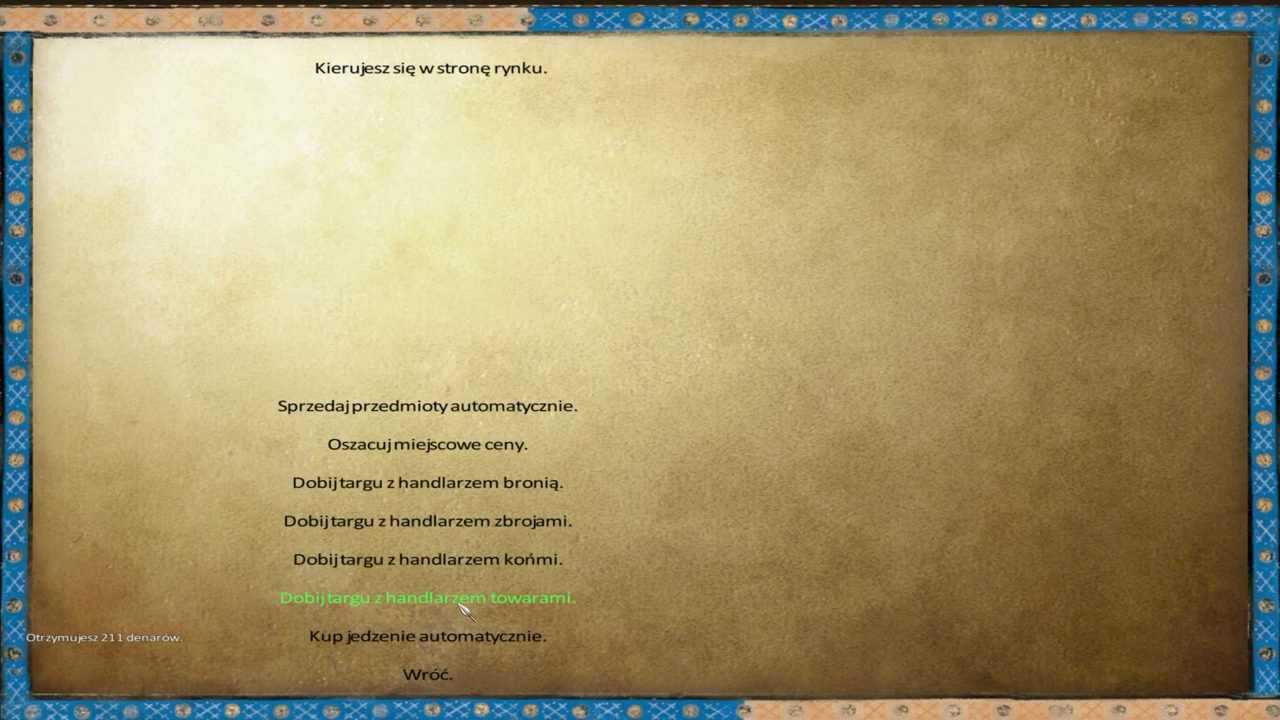 Kierujesz się w stronę rynku.
Sprzedaj przedmioty automatycznie.
Oszacuj miejscowe ceny.
Dobij targu z handlarzem bronią.
Dobij targu z handlarzem zbrojami.
Dobij targu z handlarzem końmi.
Dobij targu z handlarzem towarami.
Kup jedzenie automatycznie.
Otrzymujesz 211 denarów.
Wróć.